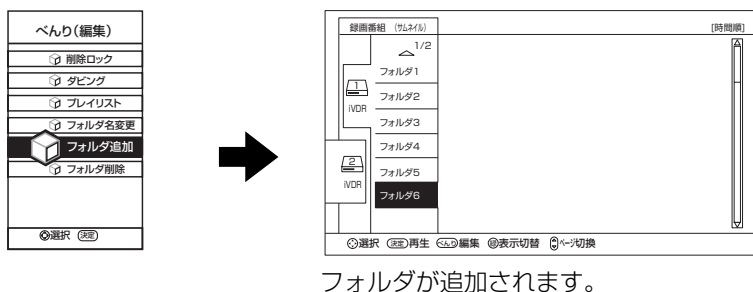 べんり(編集)
削除ロック
ダビング
プレイリスト
フォルダ名変更
フォルダ追加
フォルダ削除
選択 決定
録画番組 (サムネイル) [時間順]
1/2
フォルダ1
フォルダ2
フォルダ3
フォルダ4
フォルダ5
フォルダ6
1
iVDR
2
iVDR
選択 決定 再生 べんり 編集 表示切替 ページ切換
フォルダが追加されます。